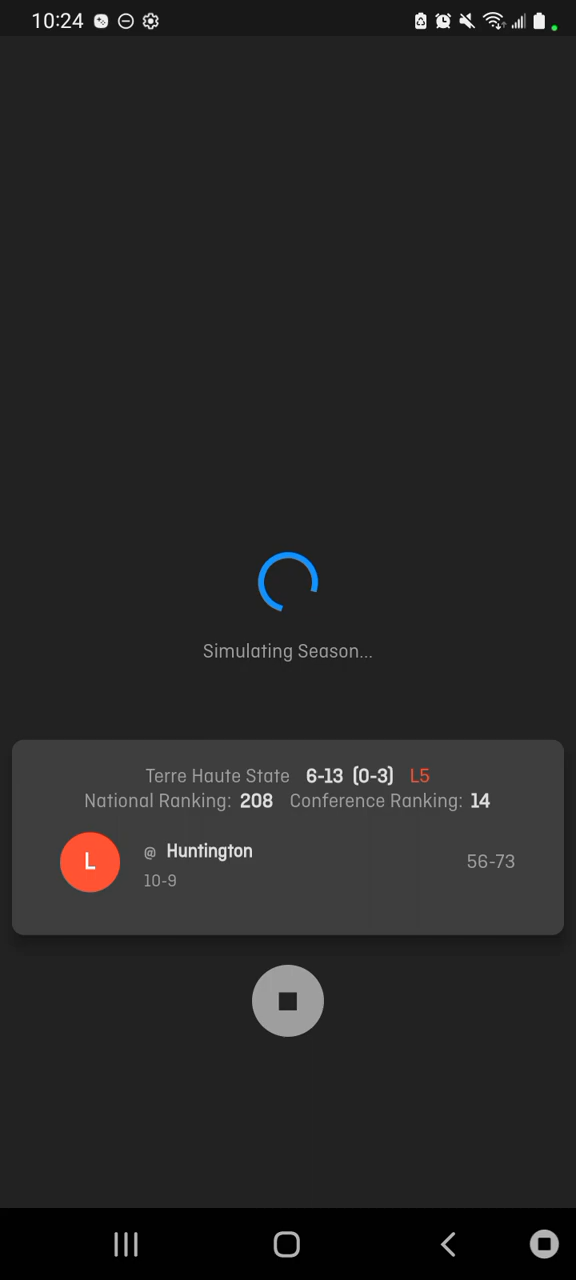 10:24
Simulating Season...
Terre Haute State 6-13 (0-3) L5
National Ranking: 208 Conference Ranking: 14
L @ Huntington 56-73
10-9